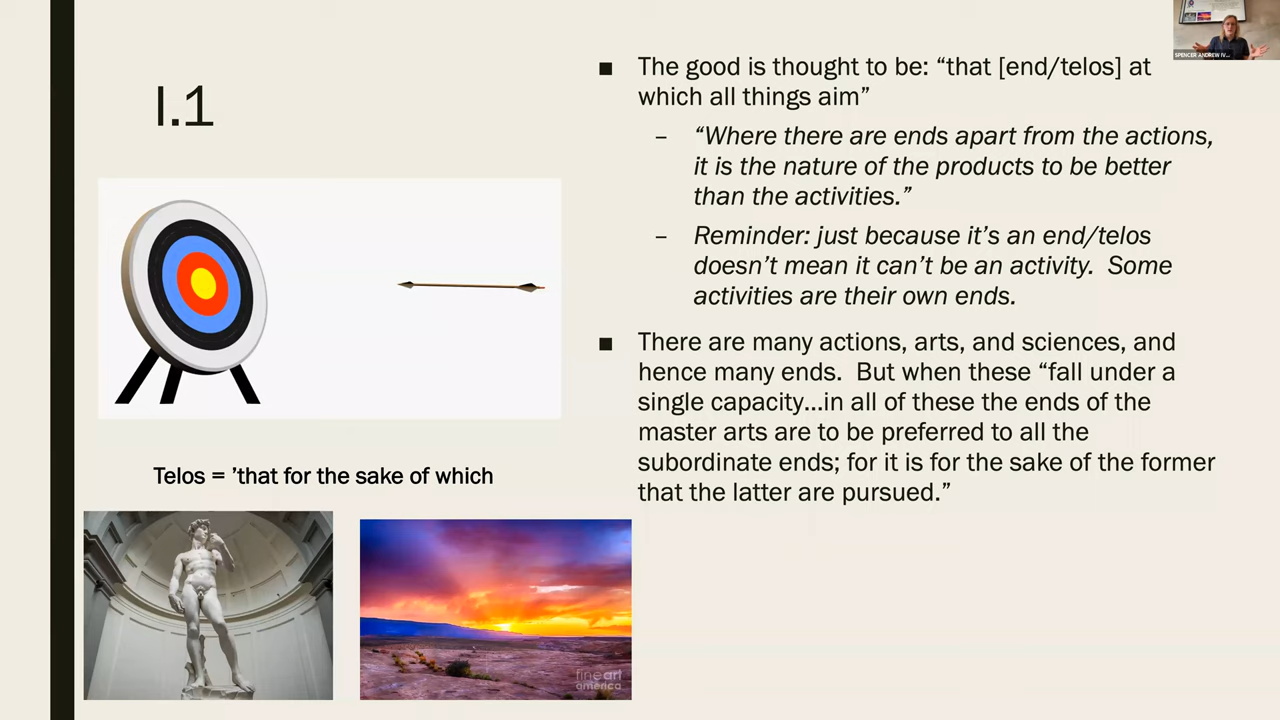 I.1
Telos = ’that for the sake of which
fineart
america
■ The good is thought to be: “that [end/telos] at
which all things aim”
– “Where there are ends apart from the actions,
it is the nature of the products to be better
than the activities.”
– Reminder: just because it’s an end/telos
doesn’t mean it can’t be an activity.  Some
activities are their own ends.
■ There are many actions, arts, and sciences, and
hence many ends.  But when these “fall under a
single capacity...in all of these the ends of the
master arts are to be preferred to all the
subordinate ends; for it is for the sake of the former
that the latter are pursued.”
SPENCER ANDREW IV...